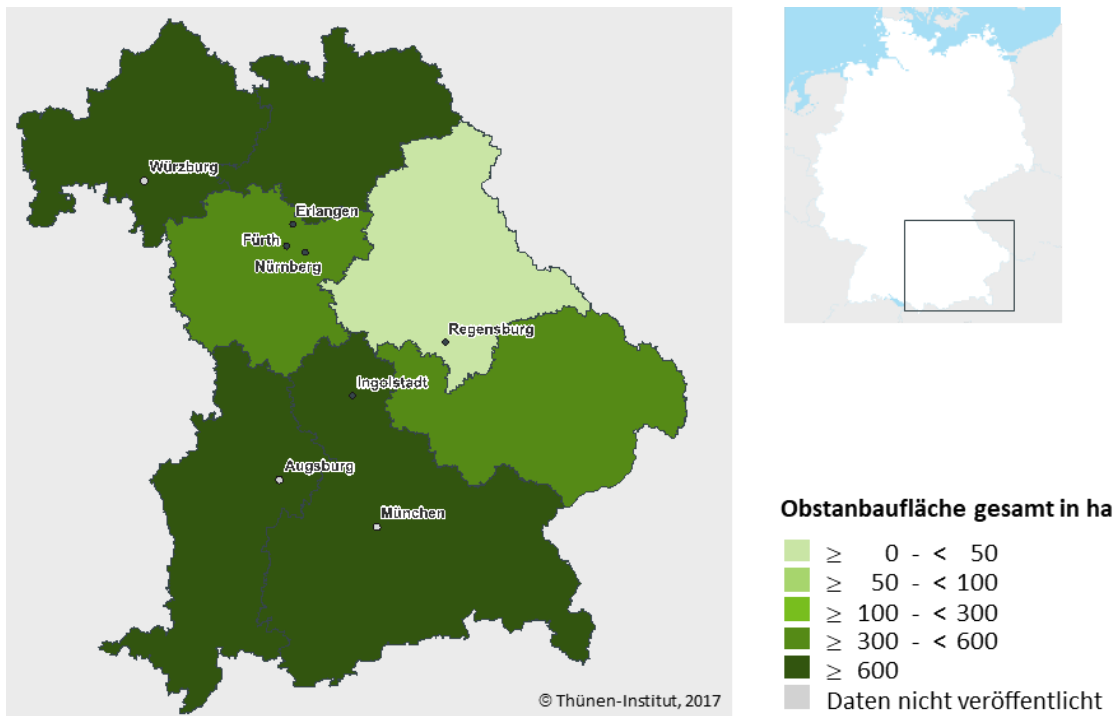 Würzburg
Erlangen
Fürth
Nürnberg
Regensburg
Ingolstadt
Augsburg
München
© Thünen-Institut, 2017
Obstanbaufläche gesamt in ha
≥ 0 - < 50
≥ 50 - < 100
≥ 100 - < 300
≥ 300 - < 600
≥ 600
Daten nicht veröffentlicht